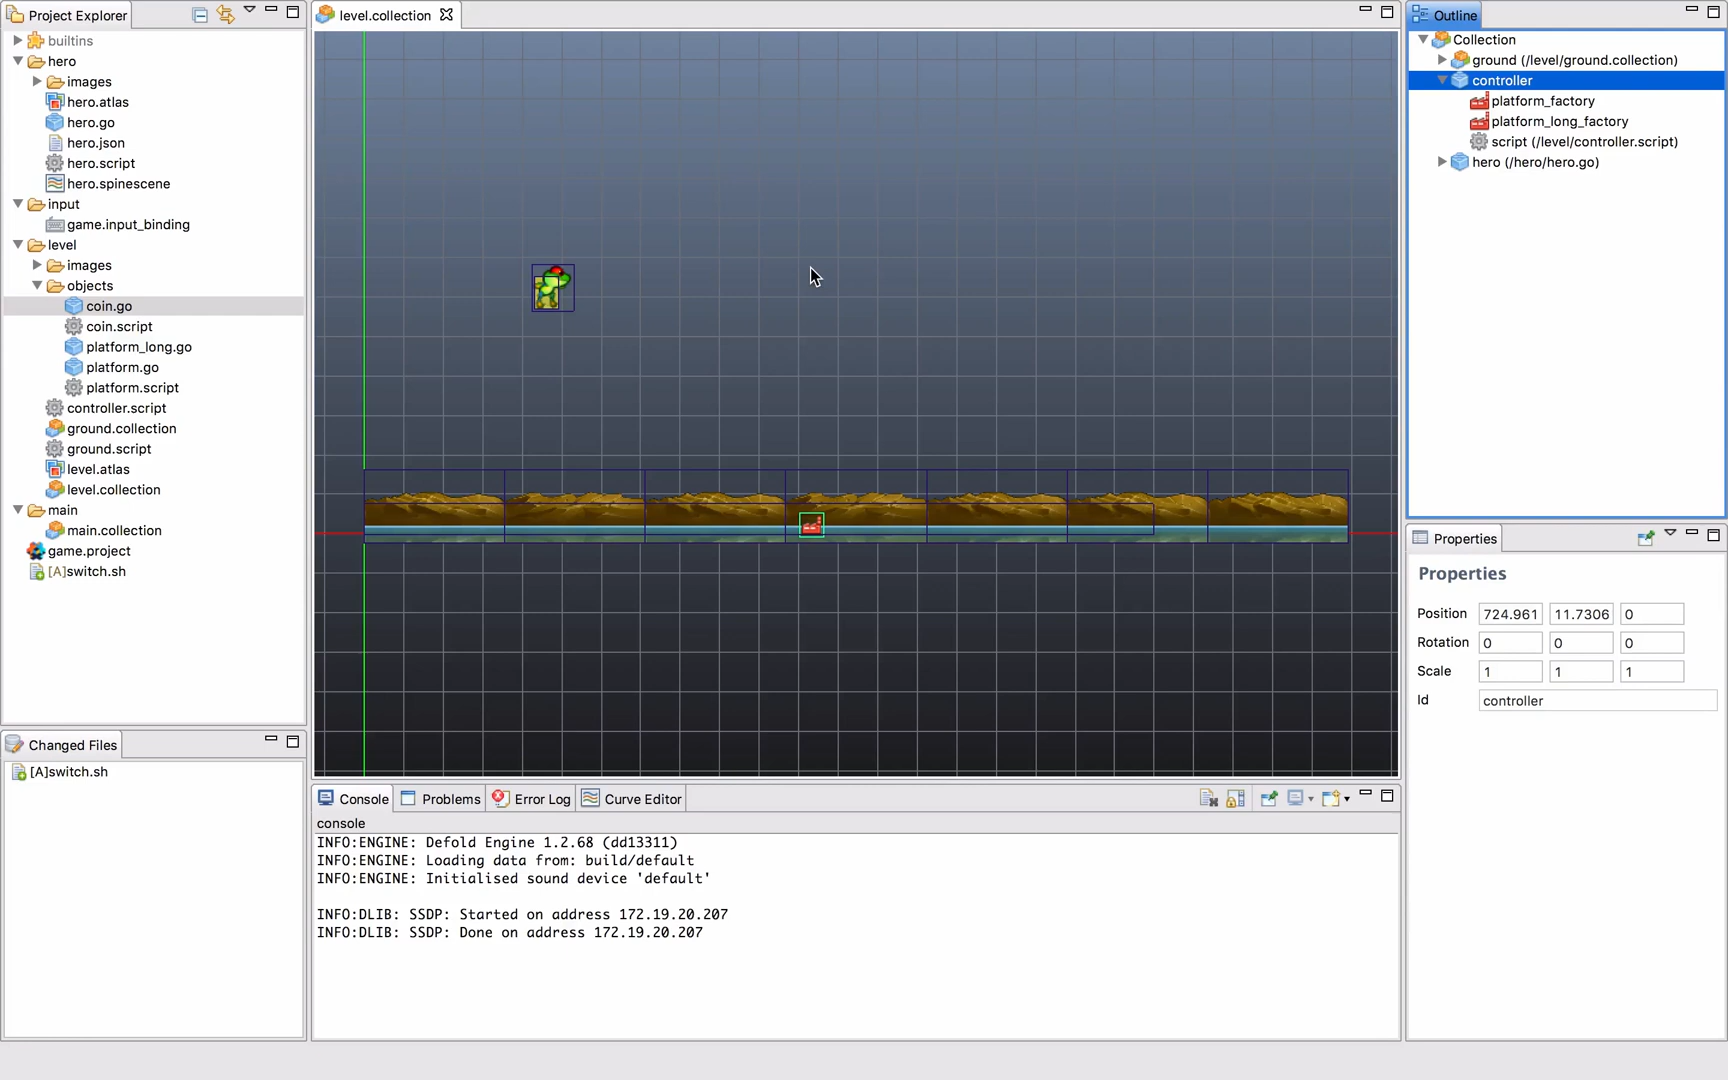 Project Explorer
builtins
hero
images
hero.atlas
hero.go
hero.json
hero.script
hero.spinescene
input
game.input_binding
level
images
objects
coin.go
coin.script
platform_long.go
platform.go
platform.script
controller.script
ground.collection
ground.script
level.atlas
level.collection
main
main.collection
game.project
[A]switch.sh
Changed Files
[A]switch.sh
level.collection
Console
Problems
Error Log
Curve Editor
console
INFO:ENGINE: Defold Engine 1.2.68 (dd13311)
INFO:ENGINE: Loading data from: build/default
INFO:ENGINE: Initialised sound device 'default'
INFO:DLIB: SSDP: Started on address 172.19.20.207
INFO:DLIB: SSDP: Done on address 172.19.20.207
Outline
Collection
ground (/level/ground.collection)
controller
platform_factory
platform_long_factory
script (/level/controller.script)
hero (/hero/hero.go)
Properties
Properties
Position 724.961 11.7306 0
Rotation 0 0 0
Scale 1 1 1
Id controller